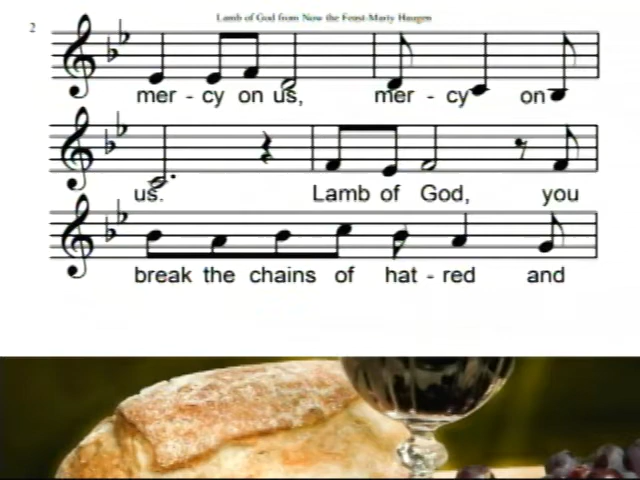 Lamb of God from Now the Feast-Marty Haugen
2
mer - cy on us, mer - cy on
us. Lamb of God, you
break the chains of hat - red and